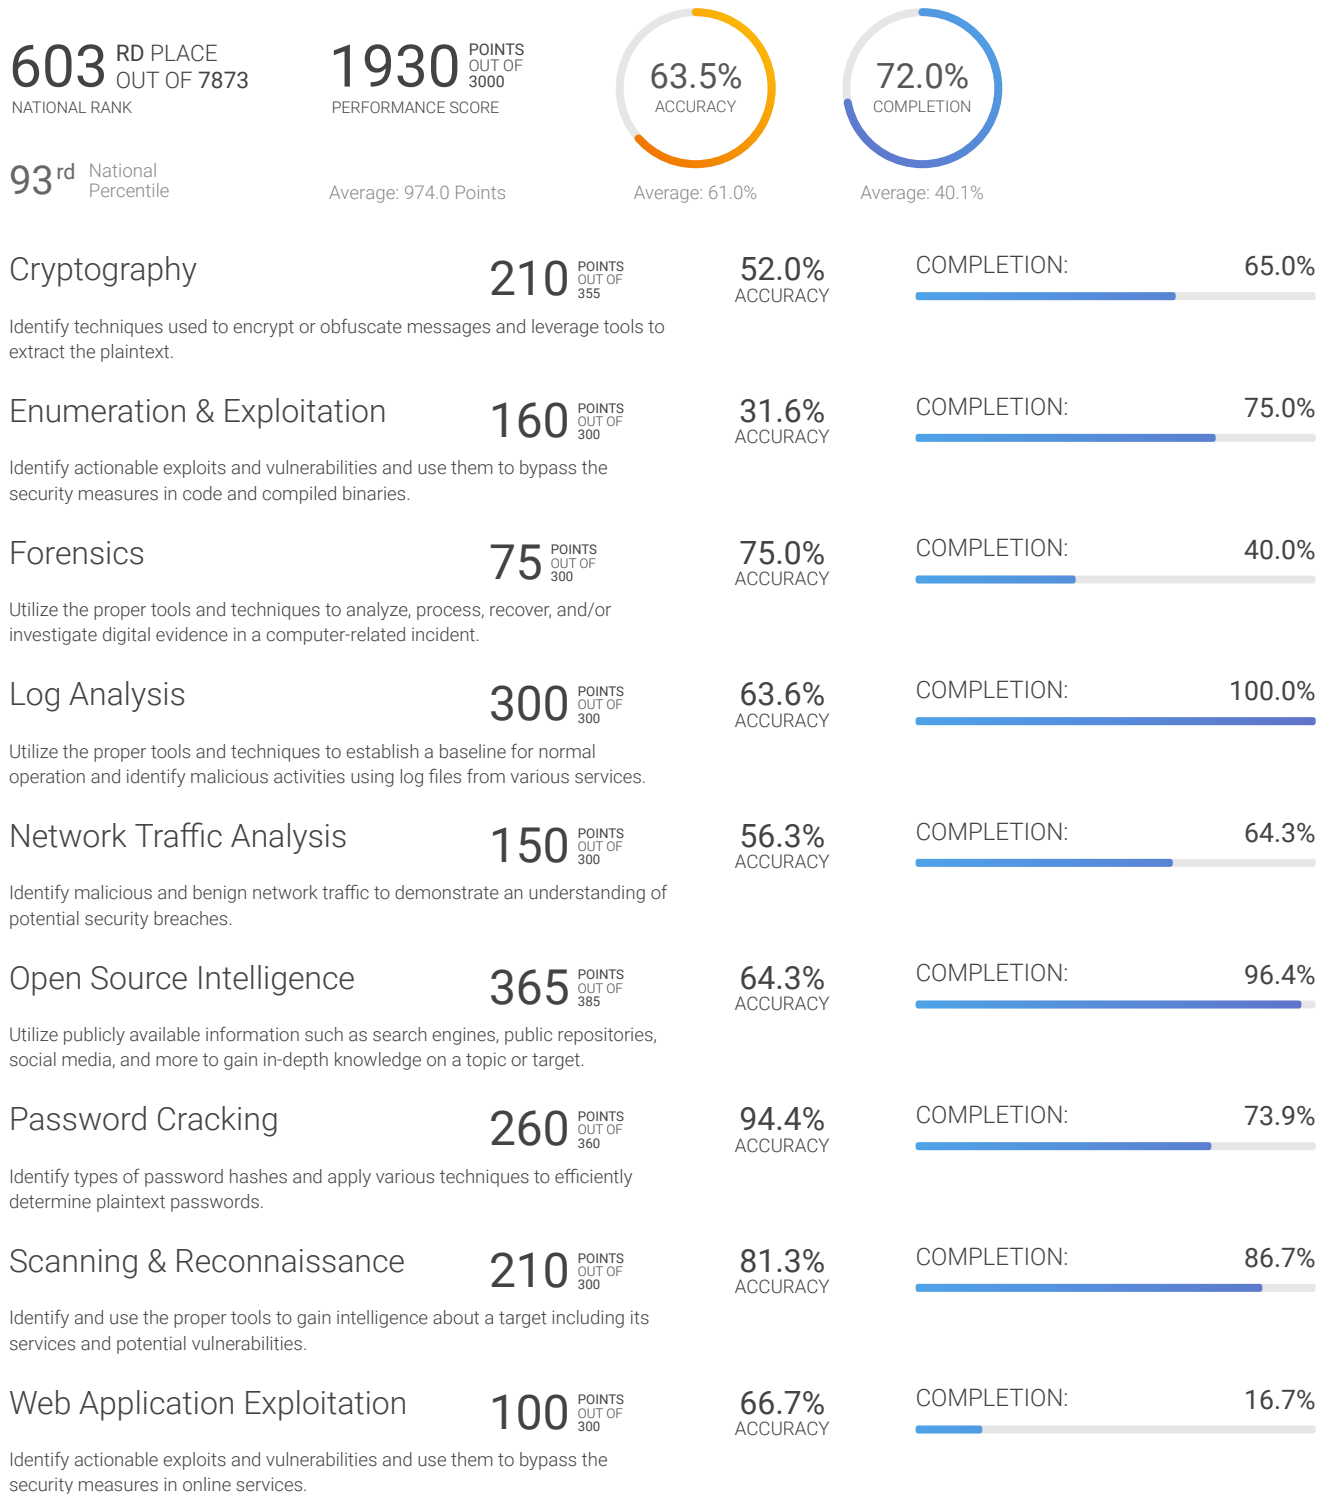 603 RD PLACE OUT OF 7873
NATIONAL RANK
93rd National Percentile
1930 POINTS OUT OF 3000
PERFORMANCE SCORE
Average: 974.0 Points
63.5%
ACCURACY
Average: 61.0%
72.0%
COMPLETION
Average: 40.1%
Cryptography
210 POINTS OUT OF 355
52.0%
ACCURACY
COMPLETION: 65.0%
Identify techniques used to encrypt or obfuscate messages and leverage tools to
extract the plaintext.
Enumeration & Exploitation
160 POINTS OUT OF 300
31.6%
ACCURACY
COMPLETION: 75.0%
Identify actionable exploits and vulnerabilities and use them to bypass the
security measures in code and compiled binaries.
Forensics
75 POINTS OUT OF 300
75.0%
ACCURACY
COMPLETION: 40.0%
Utilize the proper tools and techniques to analyze, process, recover, and/or
investigate digital evidence in a computer-related incident.
Log Analysis
300 POINTS OUT OF 300
63.6%
ACCURACY
COMPLETION: 100.0%
Utilize the proper tools and techniques to establish a baseline for normal
operation and identify malicious activities using log files from various services.
Network Traffic Analysis
150 POINTS OUT OF 300
56.3%
ACCURACY
COMPLETION: 64.3%
Identify malicious and benign network traffic to demonstrate an understanding of
potential security breaches.
Open Source Intelligence
365 POINTS OUT OF 385
64.3%
ACCURACY
COMPLETION: 96.4%
Utilize publicly available information such as search engines, public repositories,
social media, and more to gain in-depth knowledge on a topic or target.
Password Cracking
260 POINTS OUT OF 360
94.4%
ACCURACY
COMPLETION: 73.9%
Identify types of password hashes and apply various techniques to efficiently
determine plaintext passwords.
Scanning & Reconnaissance
210 POINTS OUT OF 300
81.3%
ACCURACY
COMPLETION: 86.7%
Identify and use the proper tools to gain intelligence about a target including its
services and potential vulnerabilities.
Web Application Exploitation
100 POINTS OUT OF 300
66.7%
ACCURACY
COMPLETION: 16.7%
Identify actionable exploits and vulnerabilities and use them to bypass the
security measures in online services.